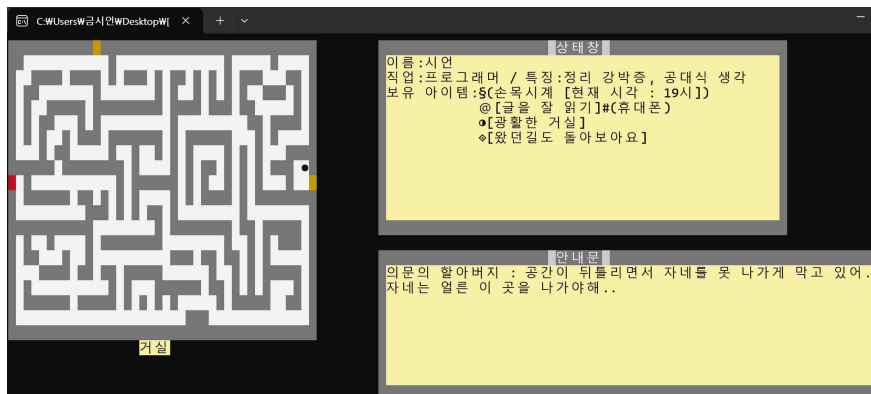 C:₩Users₩금시언₩Desktop₩[
상태창
이름:시언
직업:프로그래머 / 특징:정리 강박증, 공대식 생각
보유 아이템:§(손목시계 [현재 시각 : 19시])
@[글을 잘 읽기]#(휴대폰)
◑[광활한 거실]
◈[왔던길도 돌아보아요]
안내문
의문의 할아버지 : 공간이 뒤틀리면서 자네를 못 나가게 막고 있어.
자네는 얼른 이 곳을 나가야해..
거실